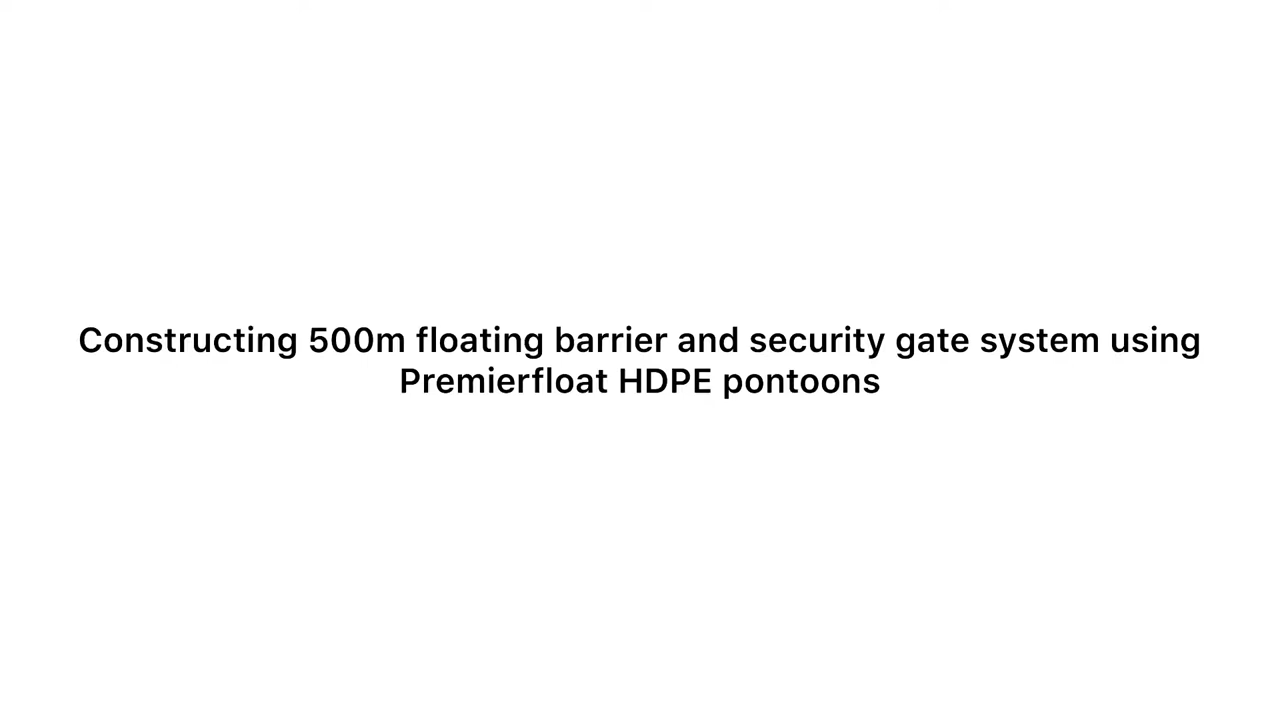 Constructing 500m floating barrier and security gate system using
Premierfloat HDPE pontoons